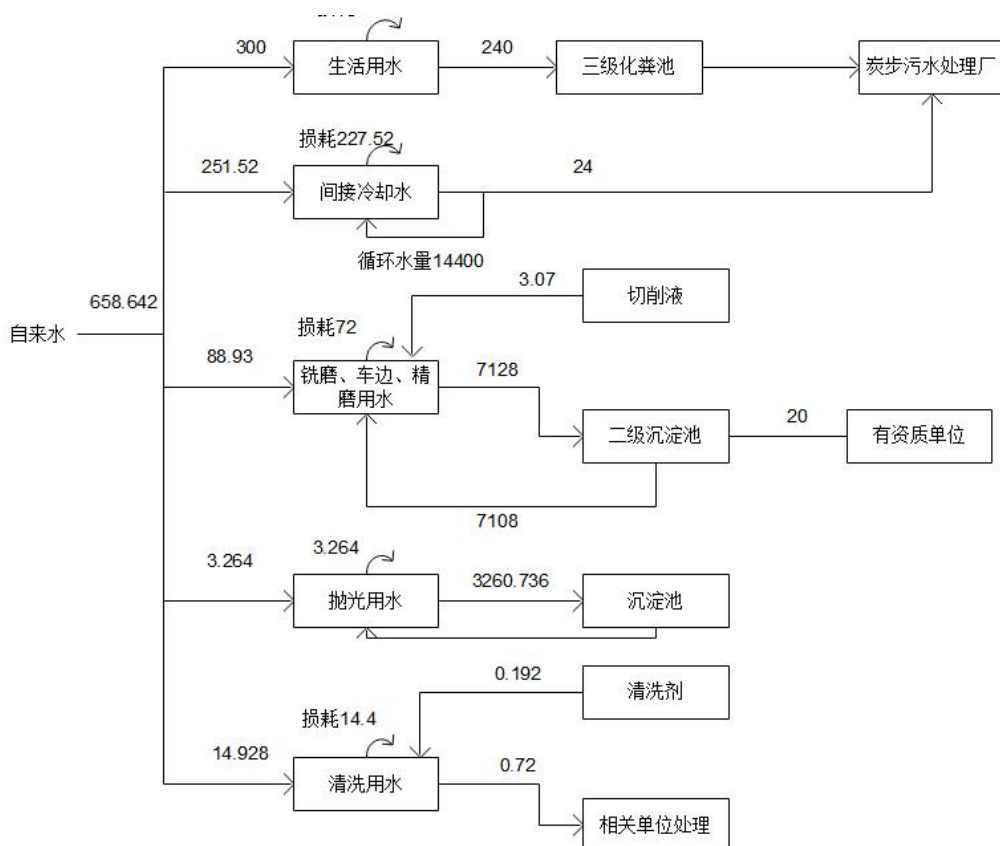 300
生活用水
240
三级化粪池
炭步污水处理厂
损耗227.52
251.52
间接冷却水
24
循环水量14400
3.07
切削液
658.642
自来水
损耗72
88.93
铣磨、车边、精
磨用水
7128
二级沉淀池
20
有资质单位
7108
3.264
3.264
抛光用水
3260.736
沉淀池
0.192
清洗剂
损耗14.4
14.928
清洗用水
0.72
相关单位处理